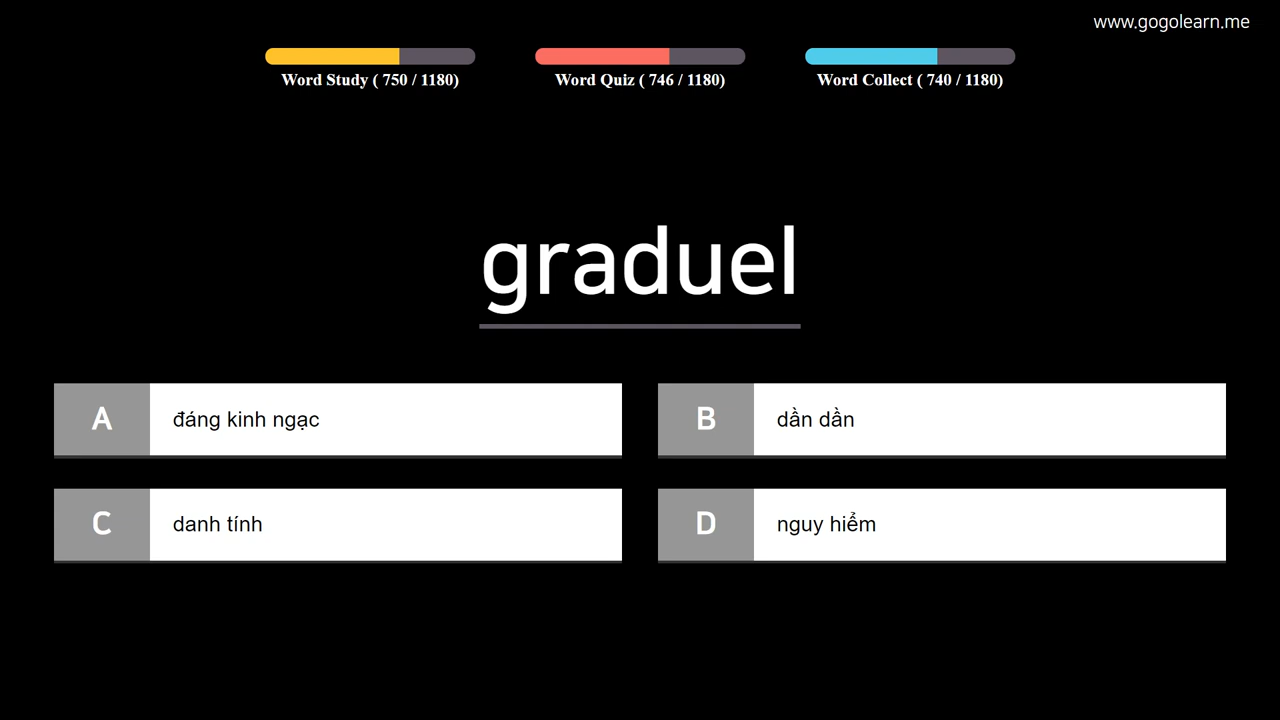 www.gogolearn.me
Word Study ( 750 / 1180)
Word Quiz ( 746 / 1180)
Word Collect ( 740 / 1180)
graduel
A đáng kinh ngạc
B dần dần
C danh tính
D nguy hiểm